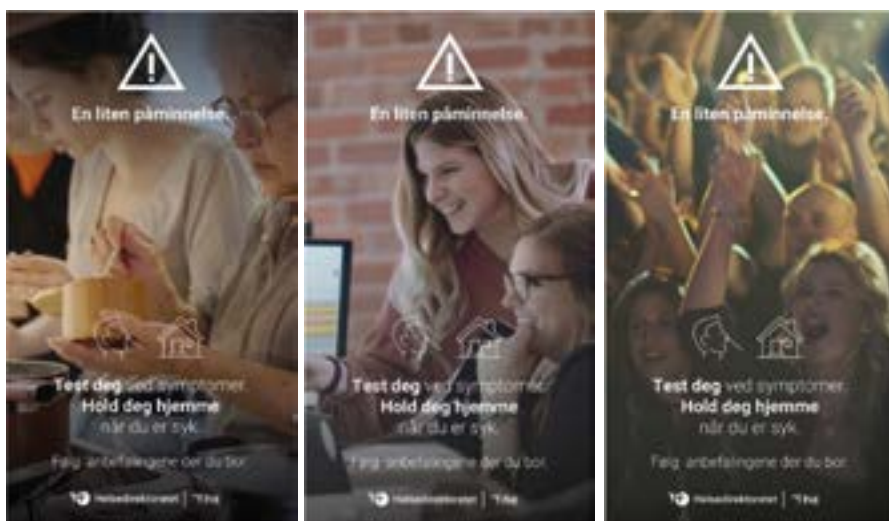 En liten påminnelse.
Test deg ved symptomer.
Hold deg hjemme
når du er syk.
Følg anbefalingene der du bor.
Helsedirektoratet
En liten påminnelse.
Test deg ved symptomer.
Hold deg hjemme
når du er syk.
Følg anbefalingene der du bor.
Helsedirektoratet
En liten påminnelse.
Test deg ved symptomer.
Hold deg hjemme
når du er syk.
Følg anbefalingene der du bor.
Helsedirektoratet